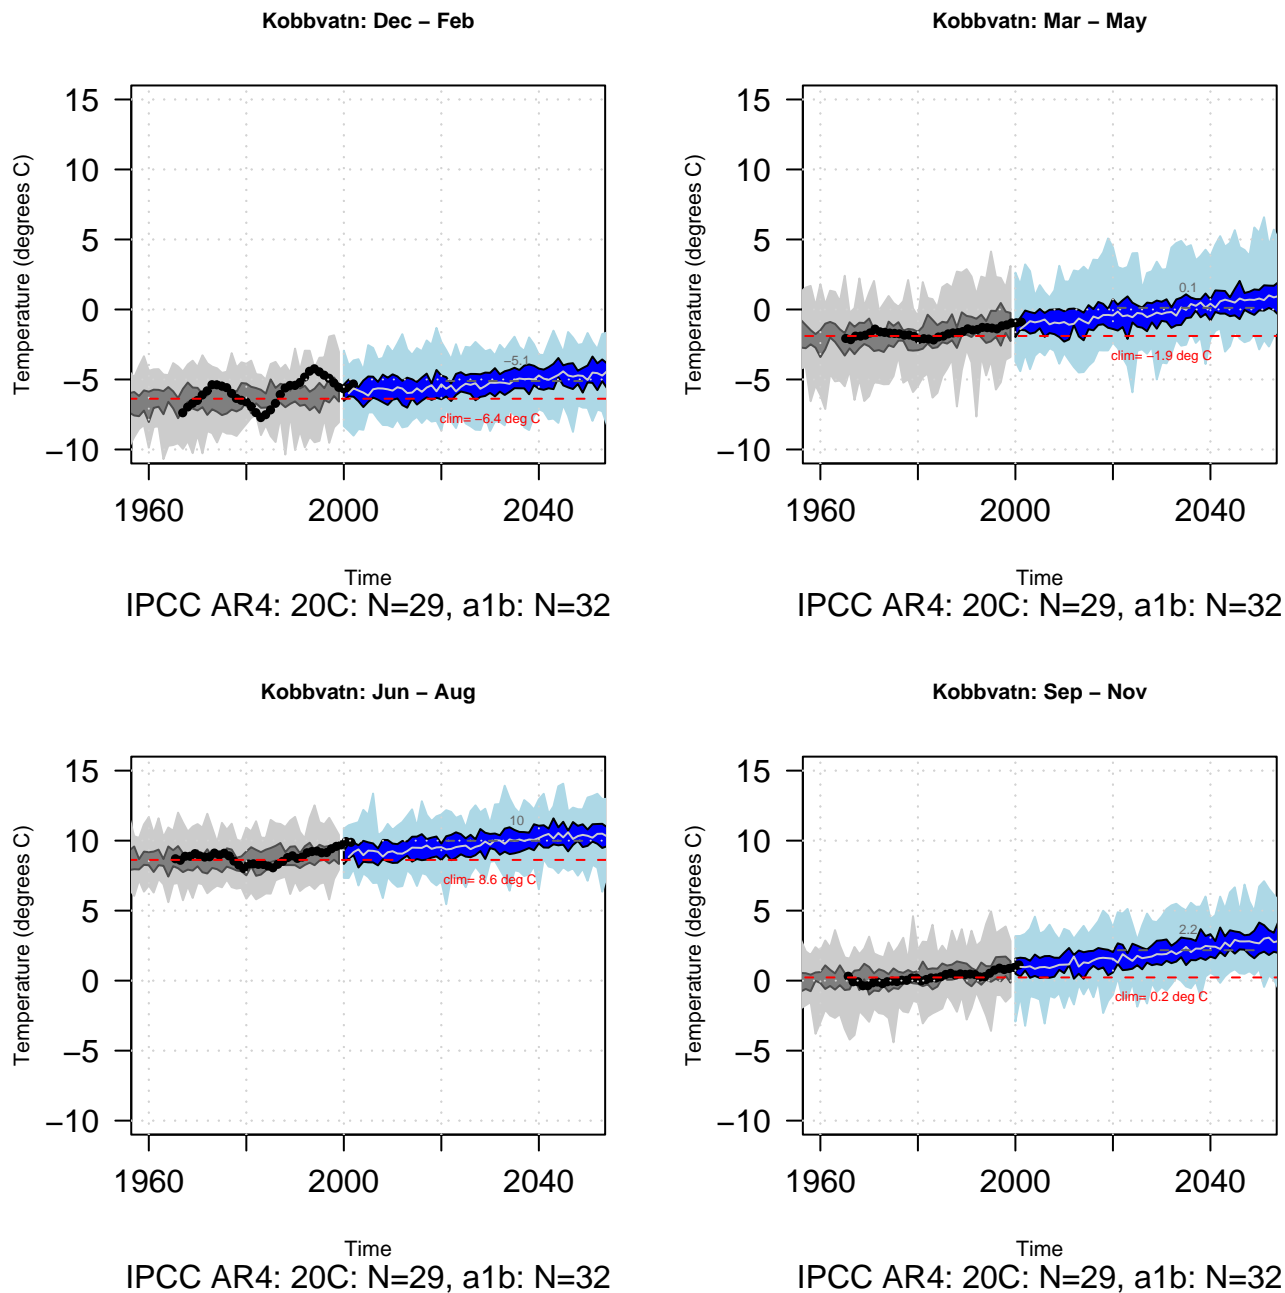 Kobbvatn: Dec − Feb
Temperature (degrees C)
15
10
5
0
−5
−10
−5.1
clim= −6.4 deg C
1960 2000 2040
Time
IPCC AR4: 20C: N=29, a1b: N=32
Kobbvatn: Mar − May
Temperature (degrees C)
15
10
5
0
−5
−10
0.1
clim= −1.9 deg C
1960 2000 2040
Time
IPCC AR4: 20C: N=29, a1b: N=32
Kobbvatn: Jun − Aug
Temperature (degrees C)
15
10
5
0
−5
−10
10
clim= 8.6 deg C
1960 2000 2040
Time
IPCC AR4: 20C: N=29, a1b: N=32
Kobbvatn: Sep − Nov
Temperature (degrees C)
15
10
5
0
−5
−10
2.2
clim= 0.2 deg C
1960 2000 2040
Time
IPCC AR4: 20C: N=29, a1b: N=32